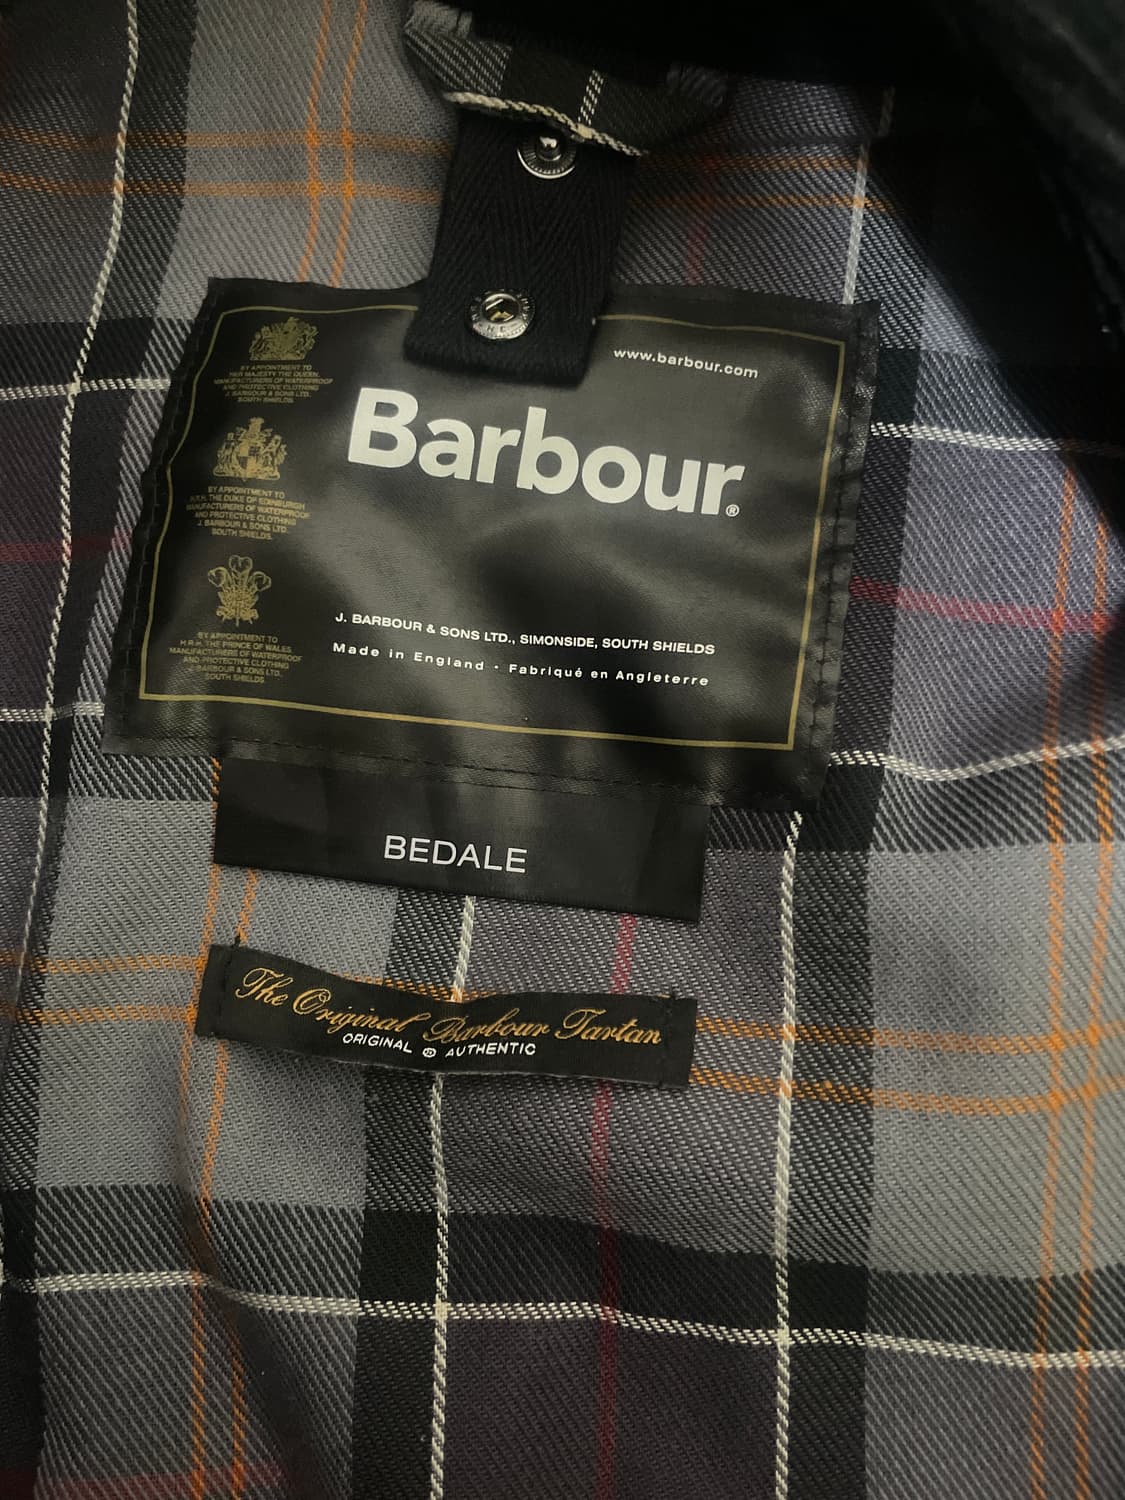 www.barbour.com
Barbour®
BY APPOINTMENT TO
HER MAJESTY THE QUEEN,
MANUFACTURERS OF WATERPROOF
AND PROTECTIVE CLOTHING
J. BARBOUR & SONS LTD.
SOUTH SHIELDS
BY APPOINTMENT TO
H.R.H. THE DUKE OF EDINBURGH
MANUFACTURERS OF WATERPROOF
AND PROTECTIVE CLOTHING
J. BARBOUR & SONS LTD.
SOUTH SHIELDS.
BY APPOINTMENT TO
H.R.H. THE PRINCE OF WALES
MANUFACTURERS OF WATERPROOF
AND PROTECTIVE CLOTHING
J. BARBOUR & SONS LTD.,
SOUTH SHIELDS
J. BARBOUR & SONS LTD., SIMONSIDE, SOUTH SHIELDS
Made in England · Fabriqué en Angleterre
BEDALE
The Original Barbour Tartan
ORIGINAL AUTHENTIC